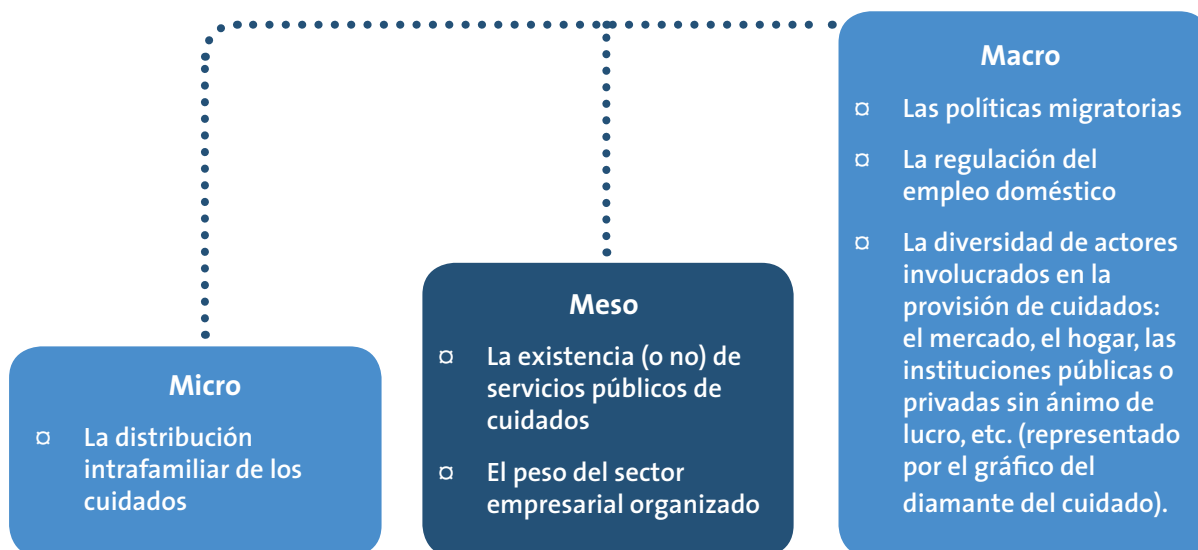 Micro
¤ La distribución
intrafamiliar de los
cuidados
Meso
¤ La existencia (o no) de
servicios públicos de
cuidados
¤ El peso del sector
empresarial organizado
Macro
¤ Las políticas migratorias
¤ La regulación del
empleo doméstico
¤ La diversidad de actores
involucrados en la
provisión de cuidados:
el mercado, el hogar, las
instituciones públicas o
privadas sin ánimo de
lucro, etc. (representado
por el gráfico del
diamante del cuidado).